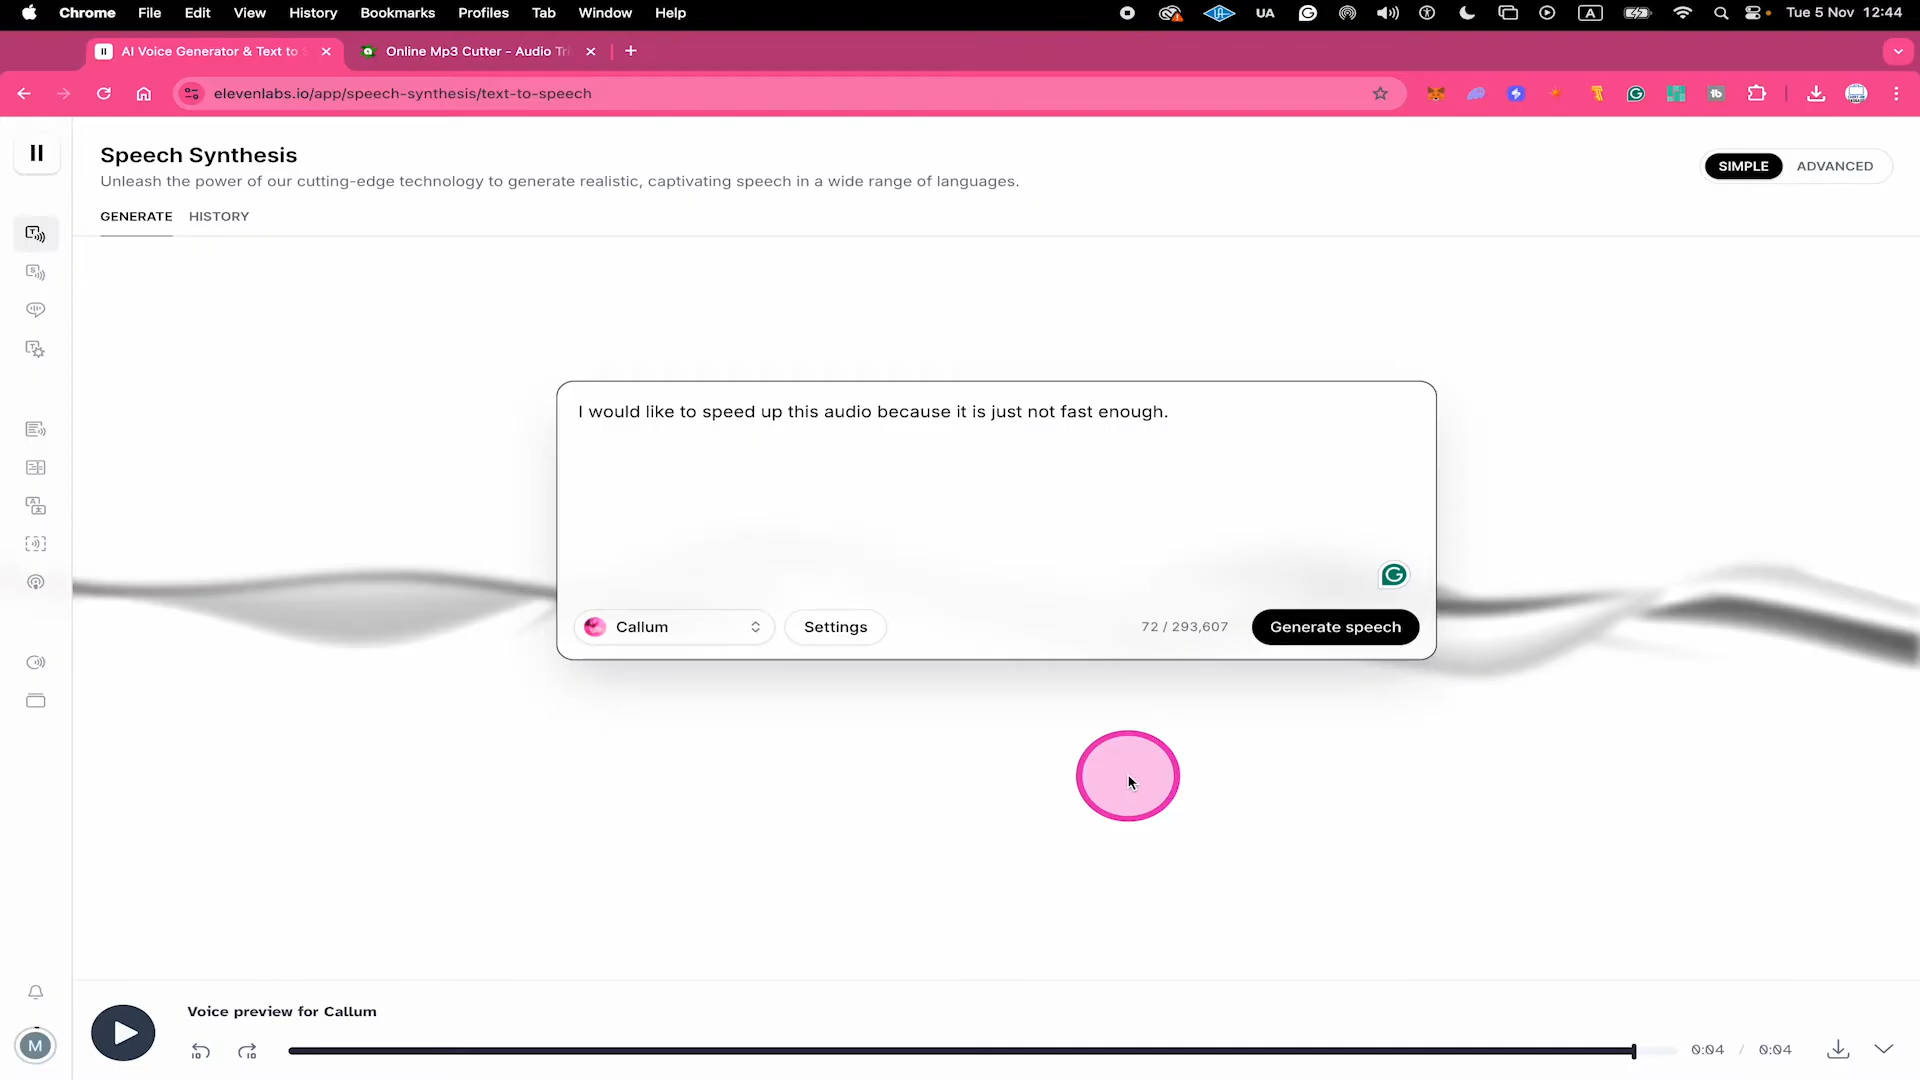 Chrome File Edit View History Bookmarks Profiles Tab Window Help UA A Tue 5 Nov 12:44
AI Voice Generator & Text to S Online Mp3 Cutter - Audio Tri
elevenlabs.io/app/speech-synthesis/text-to-speech
Speech Synthesis
SIMPLE ADVANCED
Unleash the power of our cutting-edge technology to generate realistic, captivating speech in a wide range of languages.
GENERATE HISTORY
I would like to speed up this audio because it is just not fast enough.
Callum Settings 72 / 293,607 Generate speech
Voice preview for Callum
M
10 10 0:04 / 0:04